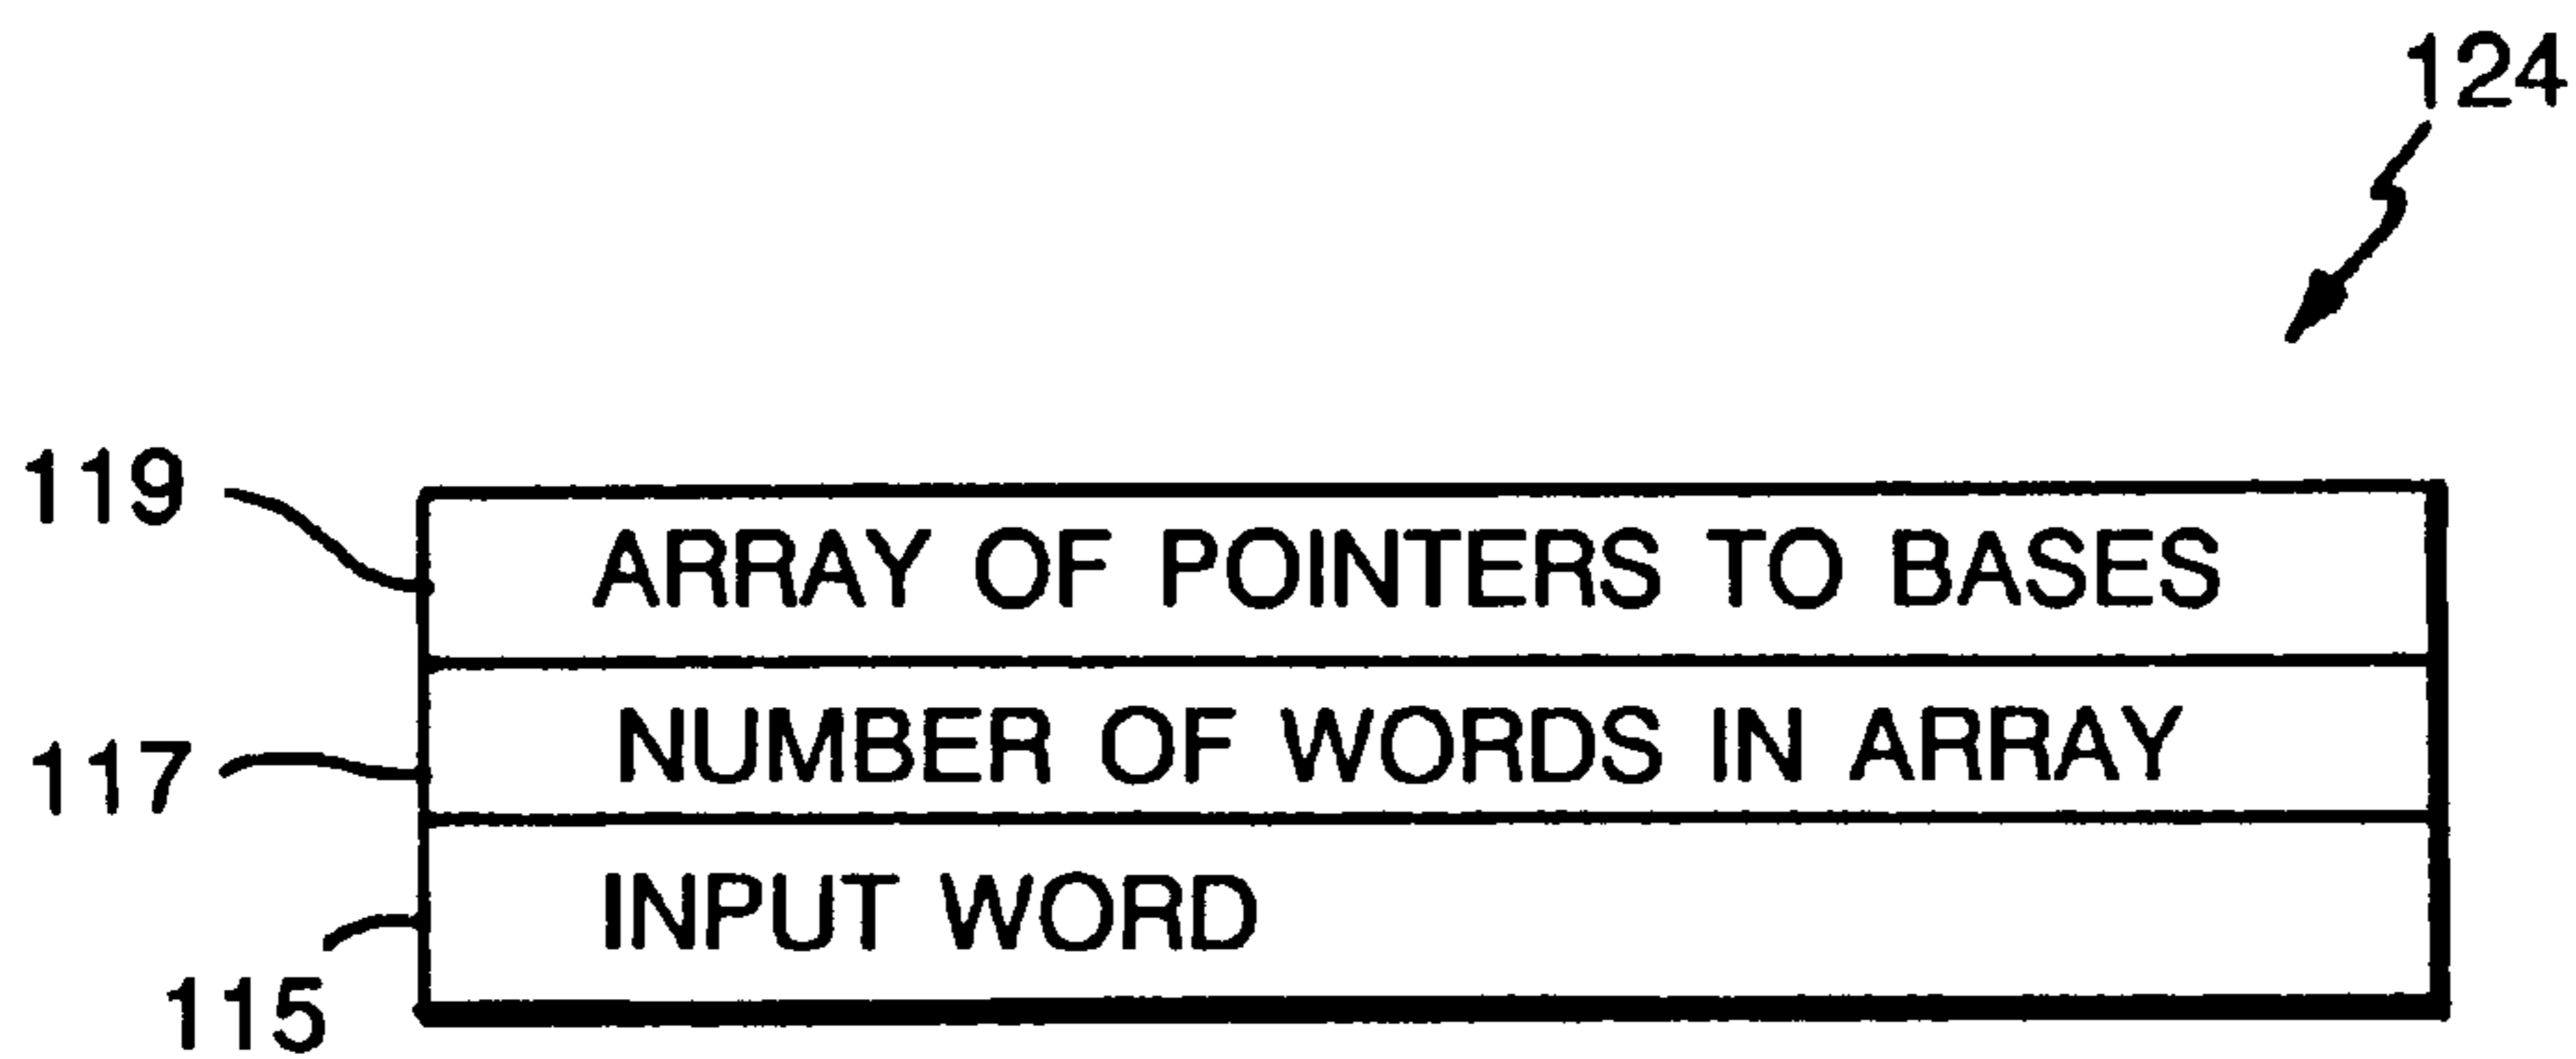 124
119
ARRAY OF POINTERS TO BASES
117
NUMBER OF WORDS IN ARRAY
115
INPUT WORD